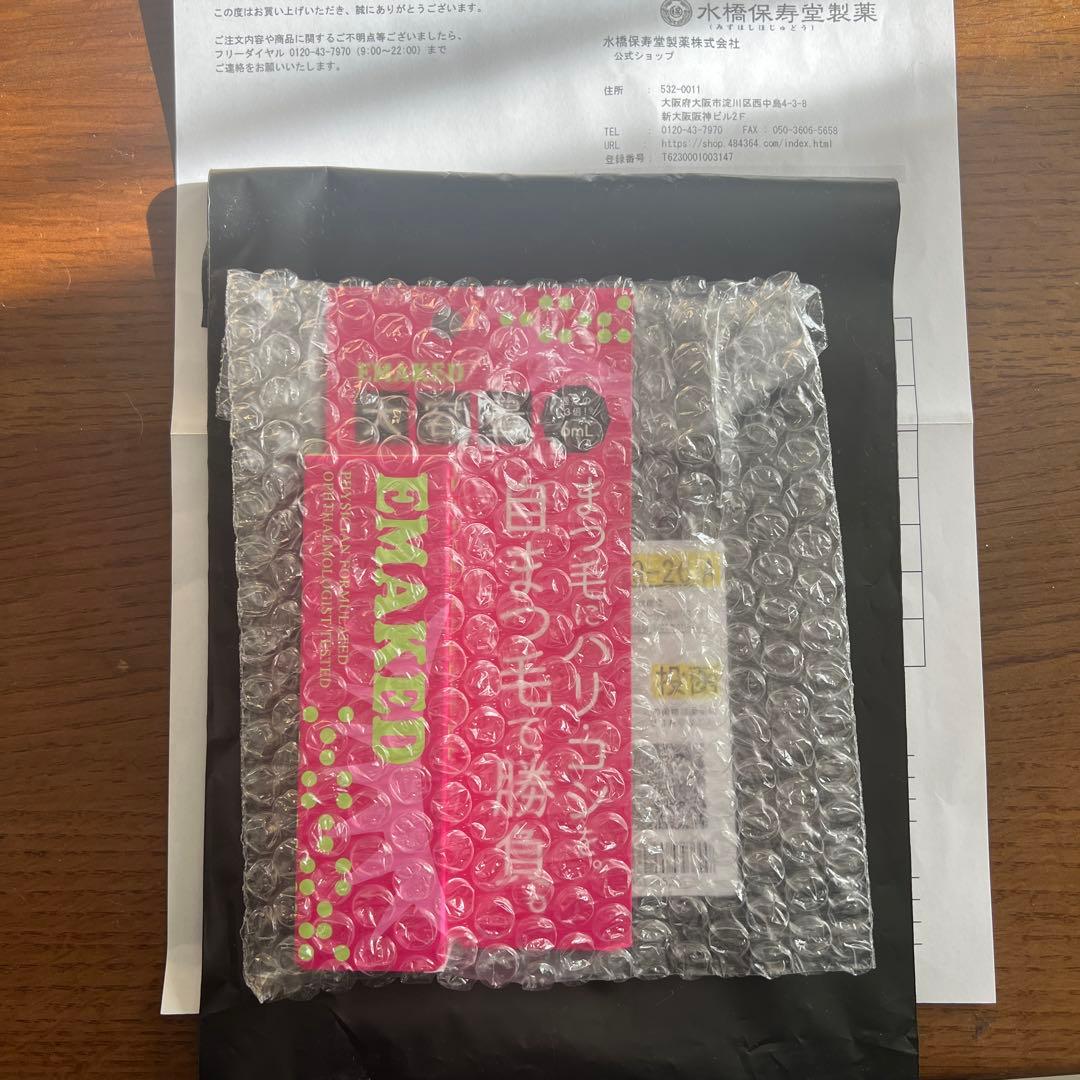 この度はお買い上げいただき、誠にありがとうございます。
ご注文内容や商品に関するご不明点等ございましたら、
フリーダイヤル 0120-43-7970 (9:00〜22:00) まで
ご連絡をお願いいたします。
水橋保寿堂製薬
(みずはしほじゅどう)
水橋保寿堂製薬株式会社
公式ショップ
住所 : 532-0011
大阪府大阪市淀川区西中島4-3-8
新大阪阪神ビル2F
TEL : 0120-43-7970 FAX : 050-3606-5658
URL : https://shop.484364.com/index.html
登録番号 : T6230001003147
EMAKED
6mL
まつ毛にハリ・コシを。
目はまつ毛で勝負。
EMAKED
PHYSICIAN FORMULATED
OPHTHALMOLOGIST TESTED